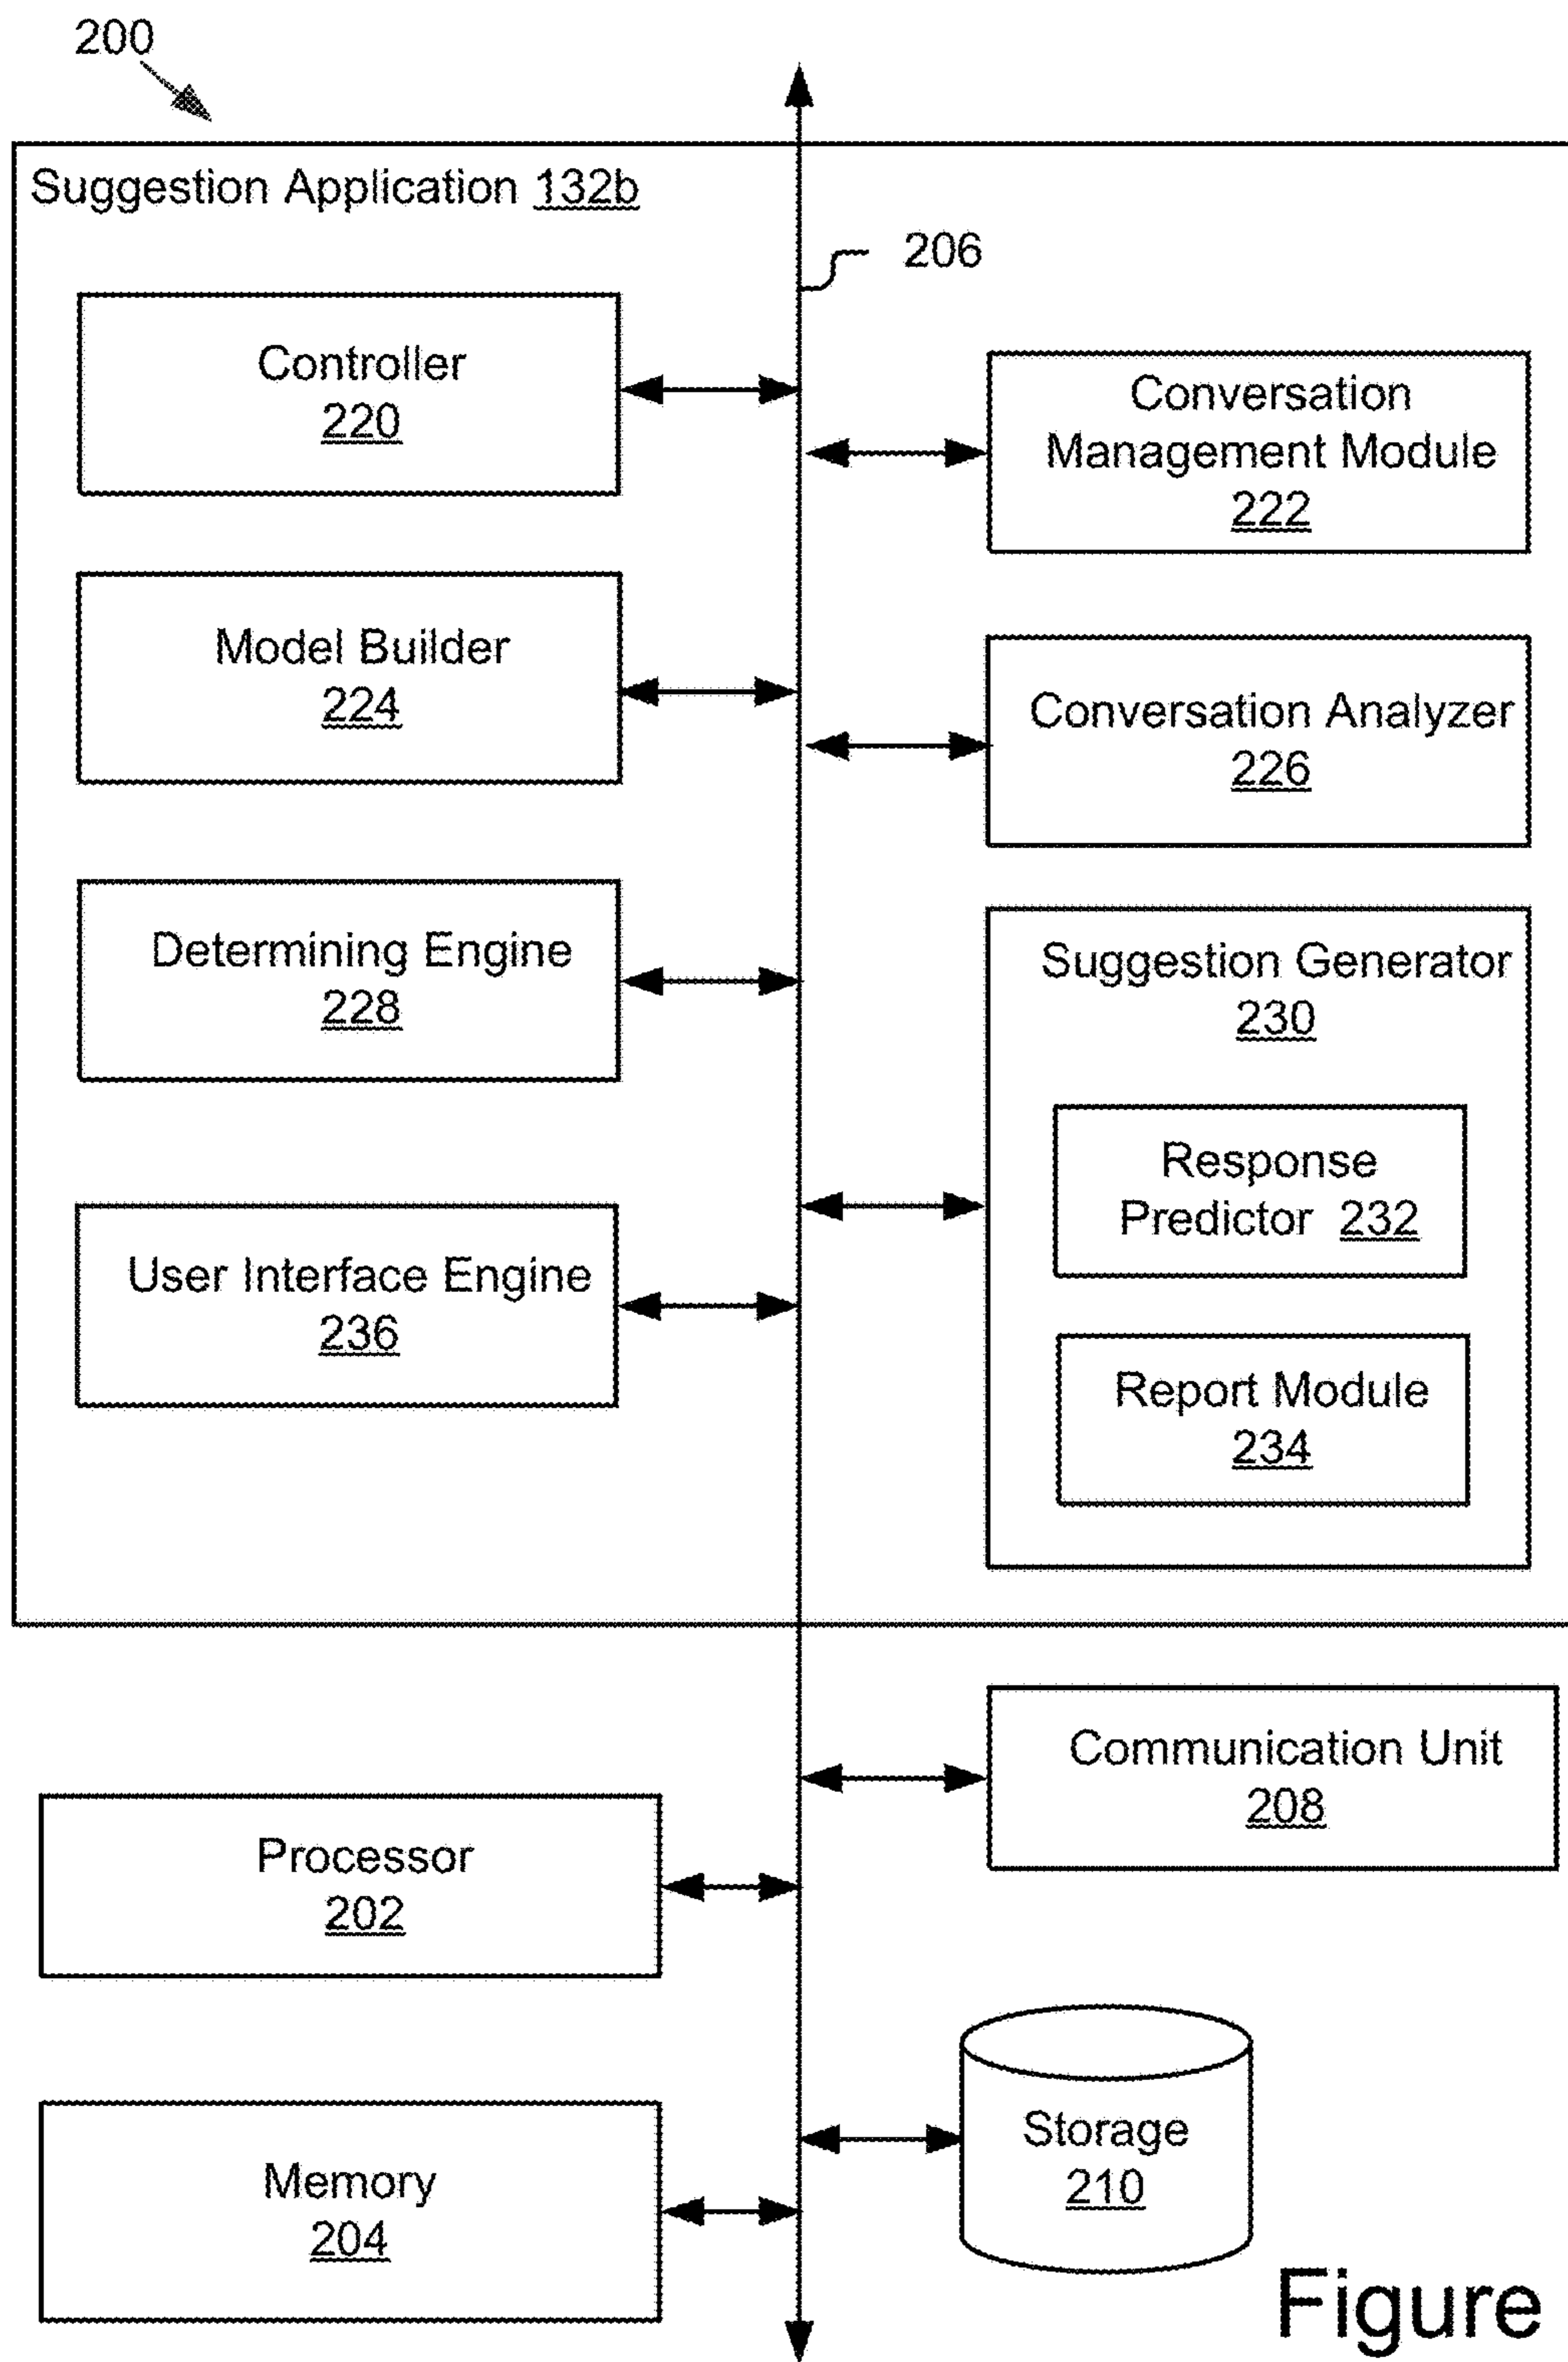 200
Suggestion Application 132b
206
Controller
220
Conversation
Management Module
222
Model Builder
224
Conversation Analyzer
226
Determining Engine
228
Suggestion Generator
230
Response
Predictor 232
User Interface Engine
236
Report Module
234
Communication Unit
208
Processor
202
Storage
210
Memory
204
Figure